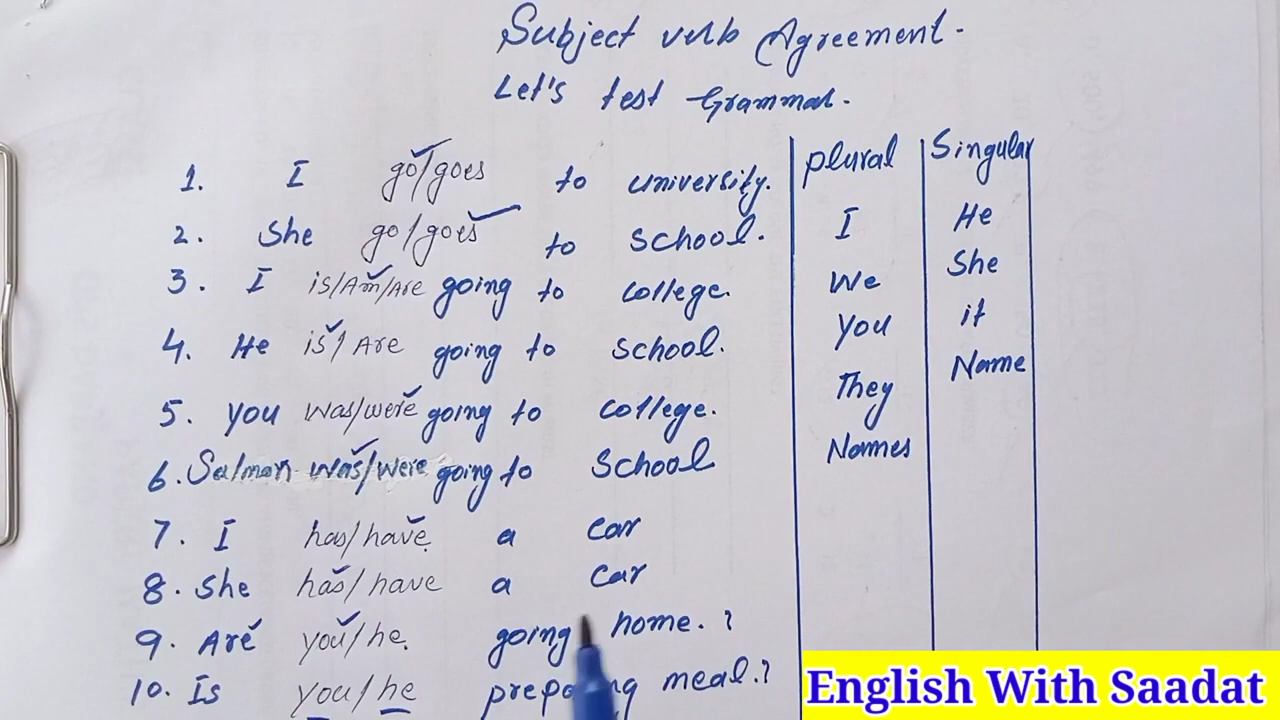 Subject verb Agreement.
Let's test Grammar.
1. I go/goes to university.
2. She go/goes to school.
3. I is/Am/Are going to college.
4. He is/Are going to school.
5. you was/were going to college.
6. Salman was/were going to school
7. I has/have a car
8. She has/have a car
9. Are you/he. going home.?
10. Is you/he preparing meal.?
plural
I
We
you
They
Names
Singular
He
She
it
Name
English With Saadat